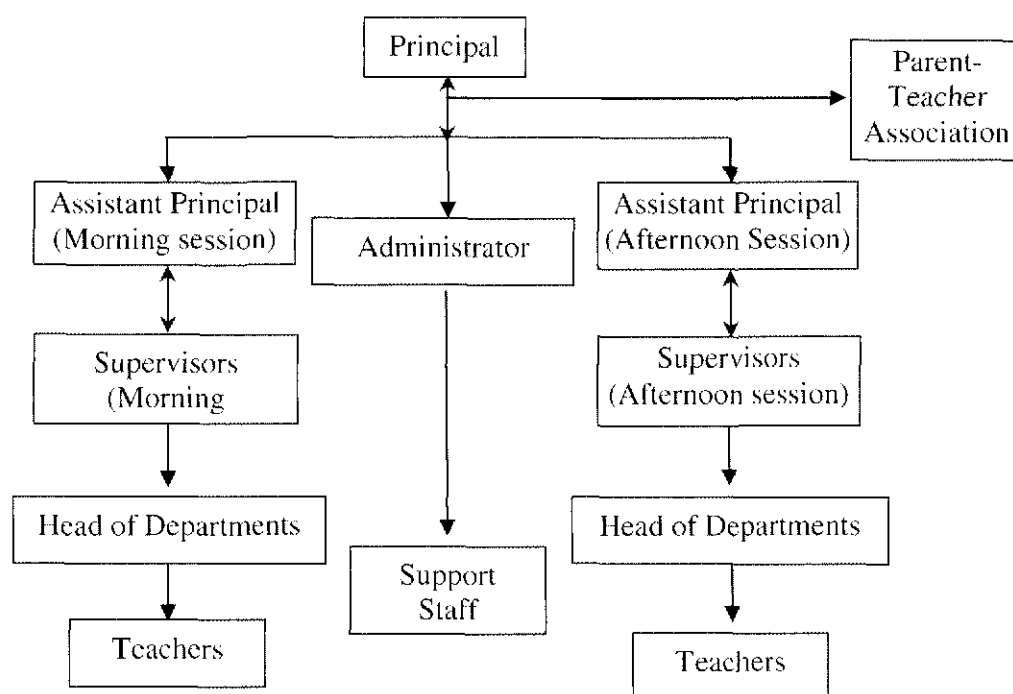 Principal
Parent-
Teacher
Association
Assistant Principal
(Morning session)
Administrator
Assistant Principal
(Afternoon Session)
Supervisors
(Morning
Supervisors
(Afternoon session)
Head of Departments
Head of Departments
Support
Staff
Teachers
Teachers